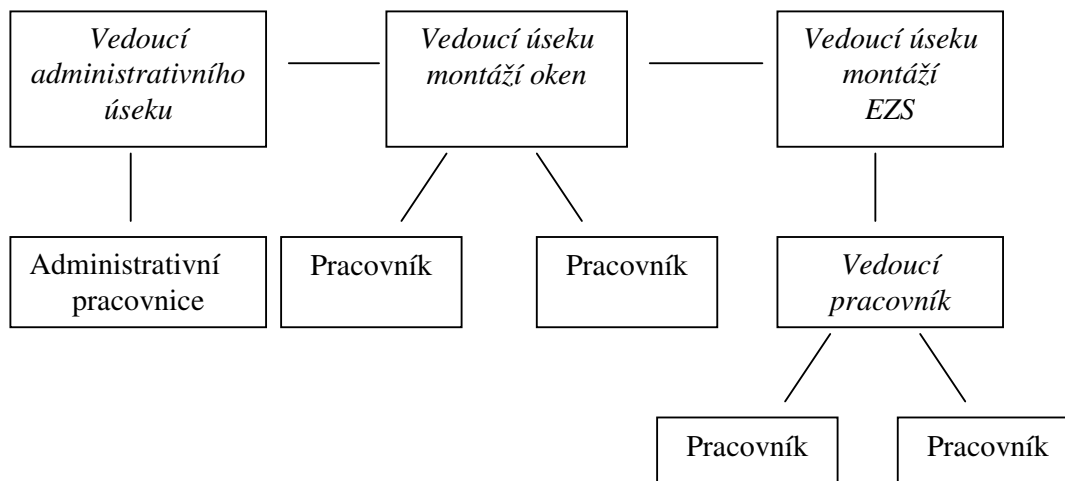 Vedoucí
administrativního
úseku
Vedoucí úseku
montáží oken
Vedoucí úseku
montáží
EZS
Administrativní
pracovnice
Pracovník
Pracovník
Vedoucí
pracovník
Pracovník
Pracovník